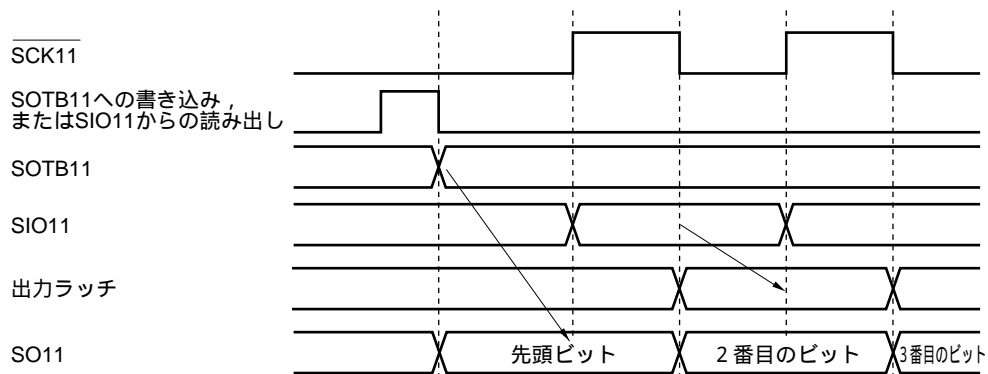 SCK11
SOTB11への書き込み，
またはSIO11からの読み出し
SOTB11
SIO11
出力ラッチ
SO11
先頭ビット
2番目のビット
3番目のビット